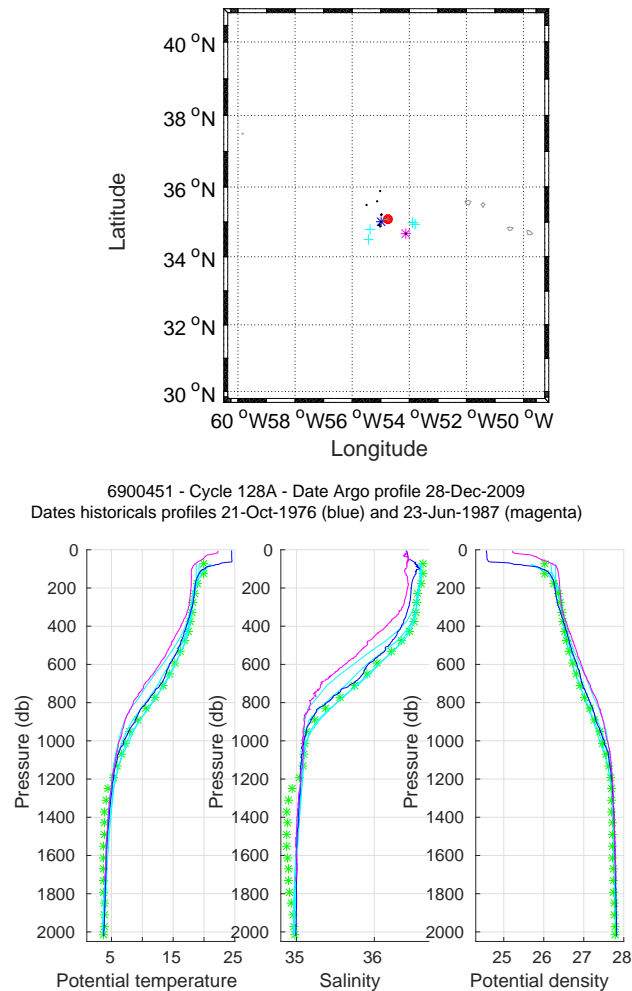 40 °N
38 °N
36 °N
34 °N
32 °N
30 °N
Latitude
60 °W58 °W56 °W54 °W52 °W50 °W
Longitude
6900451 - Cycle 128A - Date Argo profile 28-Dec-2009
Dates historicals profiles 21-Oct-1976 (blue) and 23-Jun-1987 (magenta)
0
200
400
600
800
1000
1200
1400
1600
1800
2000
Pressure (db)
5 15 25
Potential temperature
0
200
400
600
800
1000
1200
1400
1600
1800
2000
Pressure (db)
35 36
Salinity
0
200
400
600
800
1000
1200
1400
1600
1800
2000
Pressure (db)
25 26 27 28
Potential density